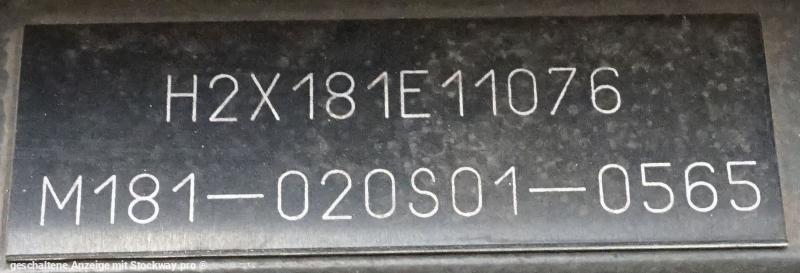 H2X181E11076
M181-020S01-0565
geschaltene Anzeige mit Stockway.pro ®